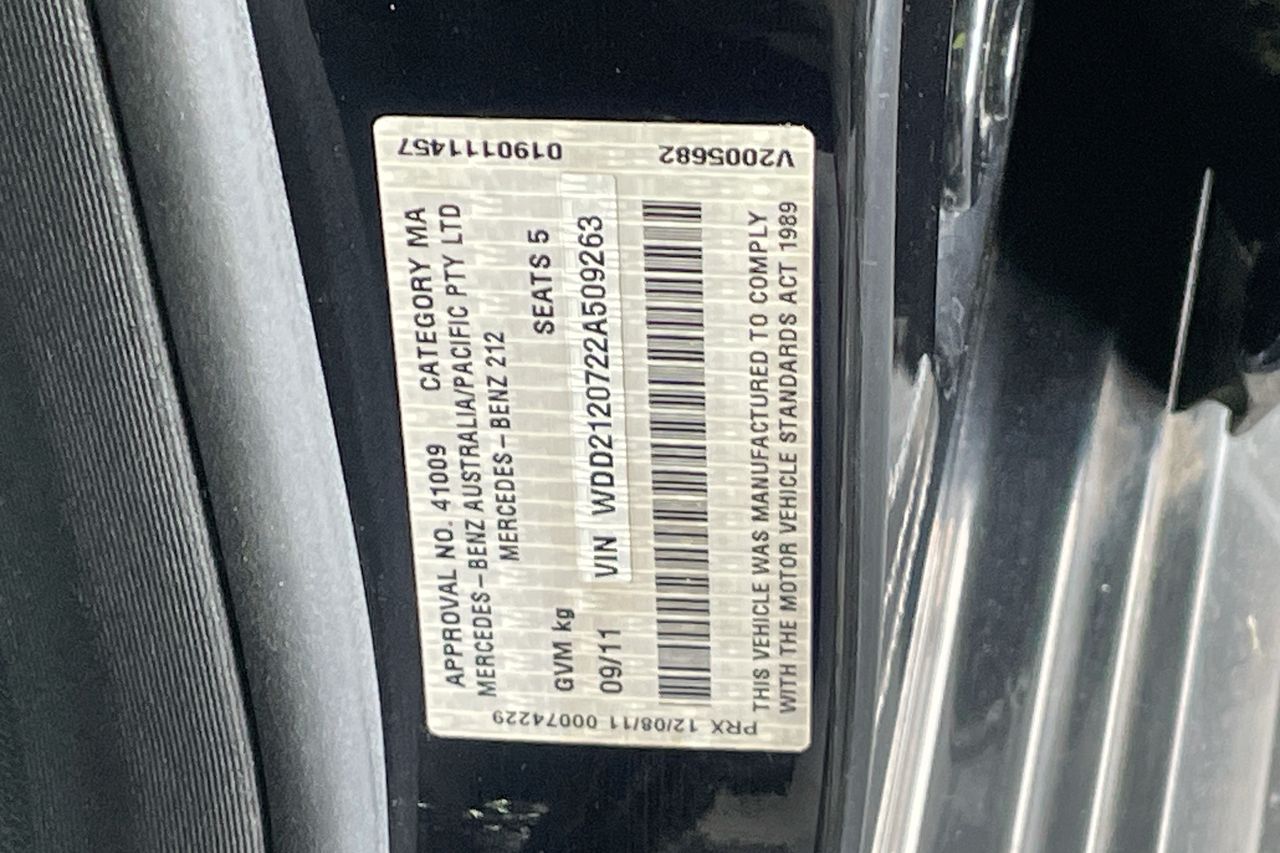 APPROVAL NO. 41009 CATEGORY MA
MERCEDES-BENZ AUSTRALIA/PACIFIC PTY LTD
MERCEDES-BENZ 212
SEATS 5
GVM kg
09/11 VIN WDD2120722A509263
THIS VEHICLE WAS MANUFACTURED TO COMPLY
WITH THE MOTOR VEHICLE STANDARDS ACT 1989
0190111457
V2005682
PRX 12/08/11 00074229